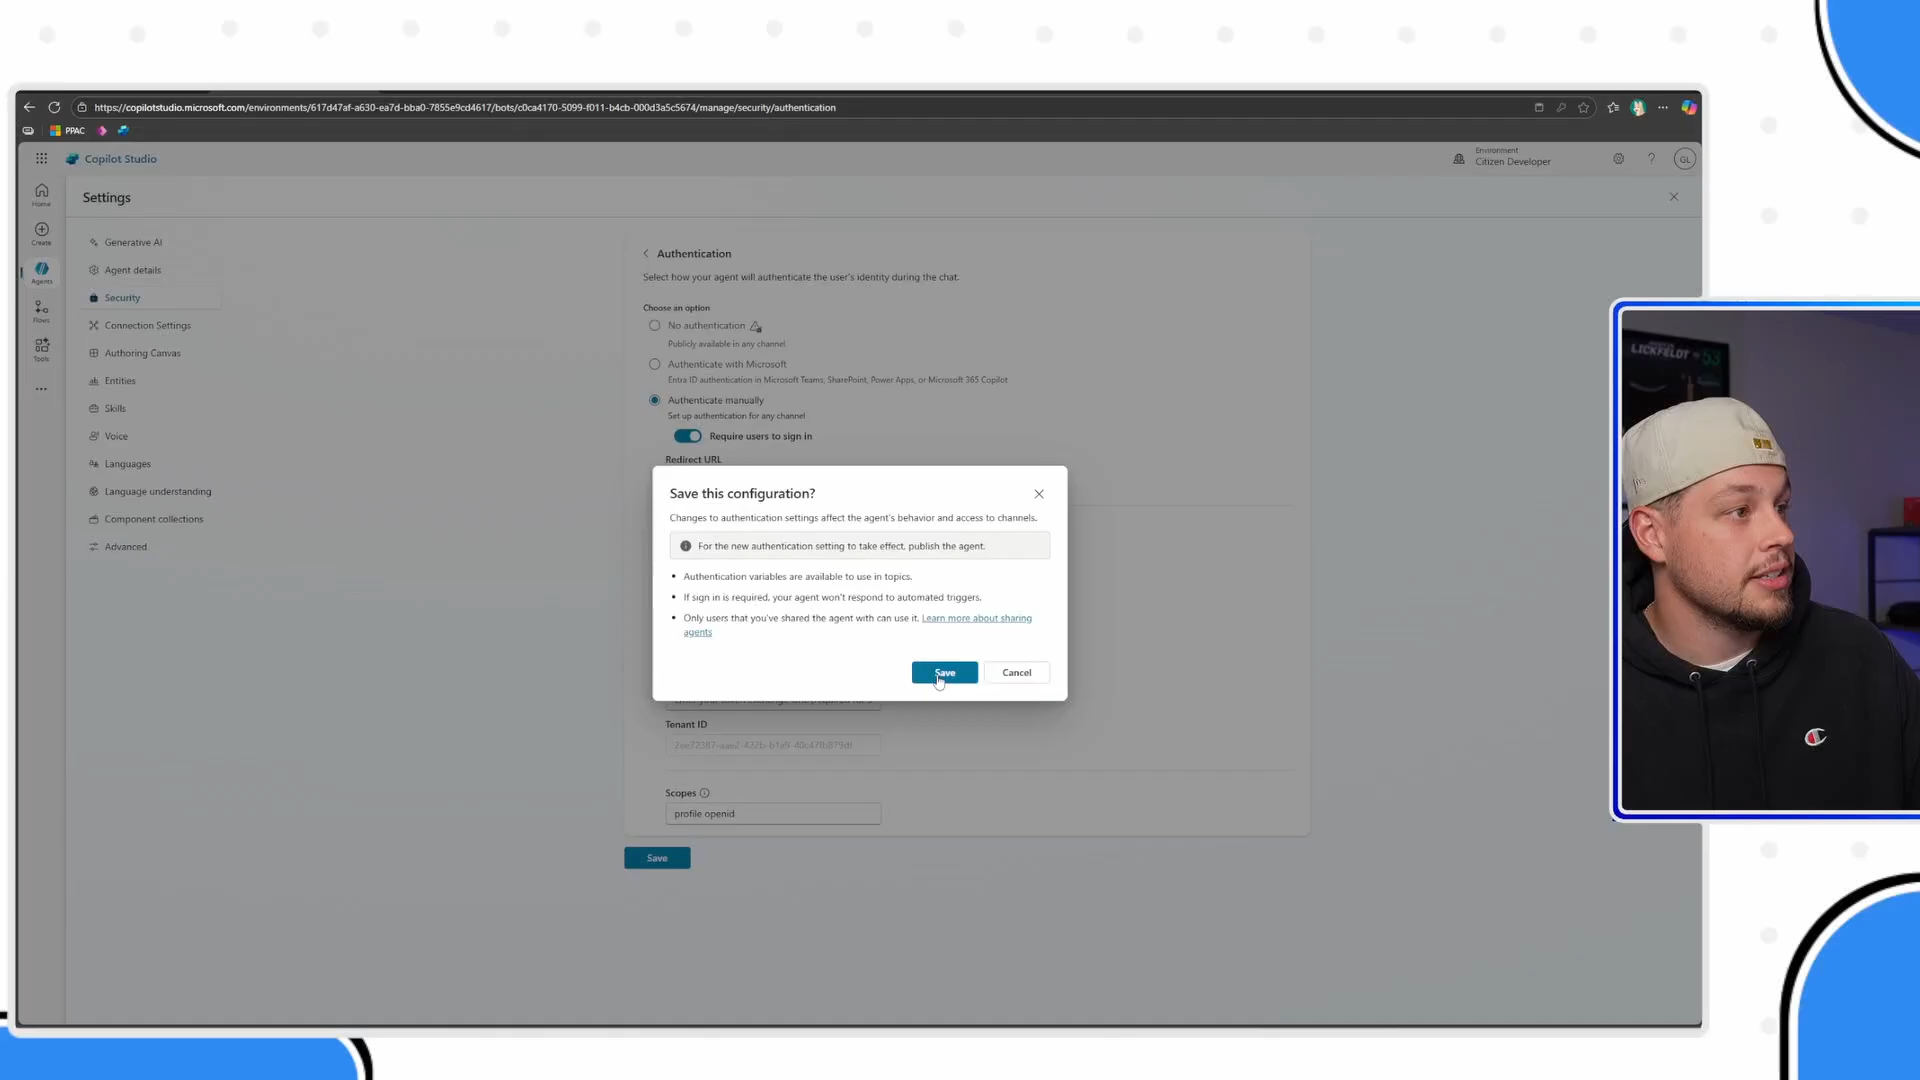 https://copilotstudio.microsoft.com/environments/617d47af-a630-ea7d-bba0-7855e9cd4617/bots/c0ca4170-5099-f011-b4cb-000d3a5c5674/manage/security/authentication
PPAC
Copilot Studio
Environment
Citizen Developer
GL
Home
Create
Agents
Flows
Tools
Settings
Generative AI
Agent details
Security
Connection Settings
Authoring Canvas
Entities
Skills
Voice
Languages
Language understanding
Component collections
Advanced
Authentication
Select how your agent will authenticate the user's identity during the chat.
Choose an option
No authentication
Publicly available in any channel
Authenticate with Microsoft
Entra ID authentication in Microsoft Teams, SharePoint, Power Apps, or Microsoft 365 Copilot
Authenticate manually
Set up authentication for any channel
Require users to sign in
Redirect URL
Save this configuration?
Changes to authentication settings affect the agent's behavior and access to channels.
For the new authentication setting to take effect, publish the agent.
• Authentication variables are available to use in topics.
• If sign in is required, your agent won't respond to automated triggers.
• Only users that you've shared the agent with can use it. Learn more about sharing
agents
Save
Cancel
Tenant ID
Scopes
profile openid
Save
LICKFELDT 53